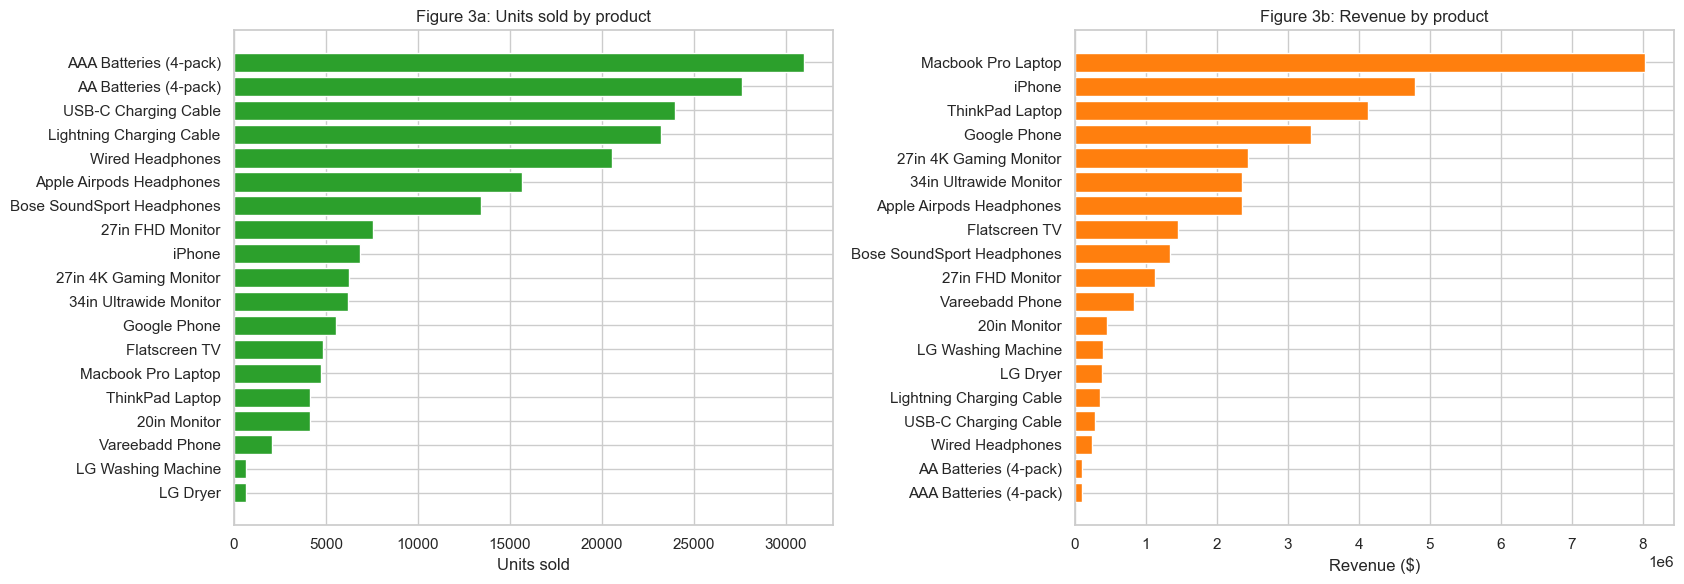 Figure 3a: Units sold by product
AAA Batteries (4-pack)
AA Batteries (4-pack)
USB-C Charging Cable
Lightning Charging Cable
Wired Headphones
Apple Airpods Headphones
Bose SoundSport Headphones
27in FHD Monitor
iPhone
27in 4K Gaming Monitor
34in Ultrawide Monitor
Google Phone
Flatscreen TV
Macbook Pro Laptop
ThinkPad Laptop
20in Monitor
Vareebadd Phone
LG Washing Machine
LG Dryer
0 5000 10000 15000 20000 25000 30000
Units sold
Figure 3b: Revenue by product
Macbook Pro Laptop
iPhone
ThinkPad Laptop
Google Phone
27in 4K Gaming Monitor
34in Ultrawide Monitor
Apple Airpods Headphones
Flatscreen TV
Bose SoundSport Headphones
27in FHD Monitor
Vareebadd Phone
20in Monitor
LG Washing Machine
LG Dryer
Lightning Charging Cable
USB-C Charging Cable
Wired Headphones
AA Batteries (4-pack)
AAA Batteries (4-pack)
0 1 2 3 4 5 6 7 8
1e6
Revenue ($)